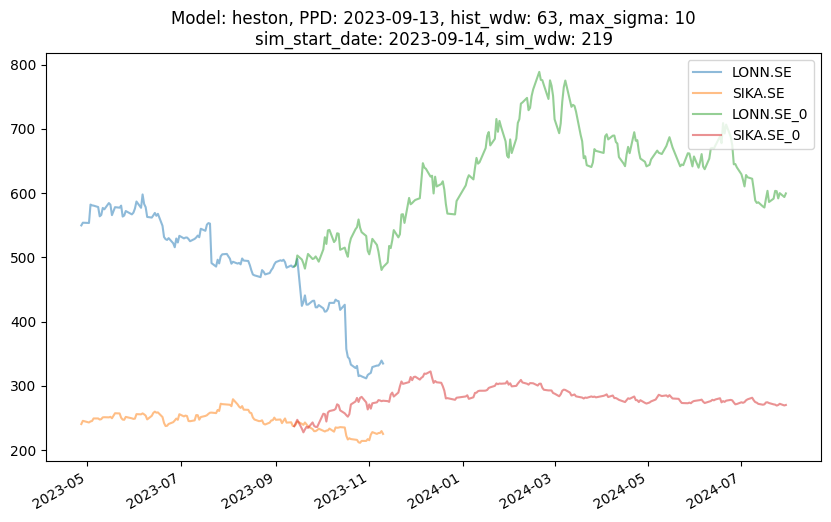 Model: heston, PPD: 2023-09-13, hist_wdw: 63, max_sigma: 10
sim_start_date: 2023-09-14, sim_wdw: 219
800
700
600
500
400
300
200
LONN.SE
SIKA.SE
LONN.SE_0
SIKA.SE_0
2023-05
2023-07
2023-09
2023-11
2024-01
2024-03
2024-05
2024-07